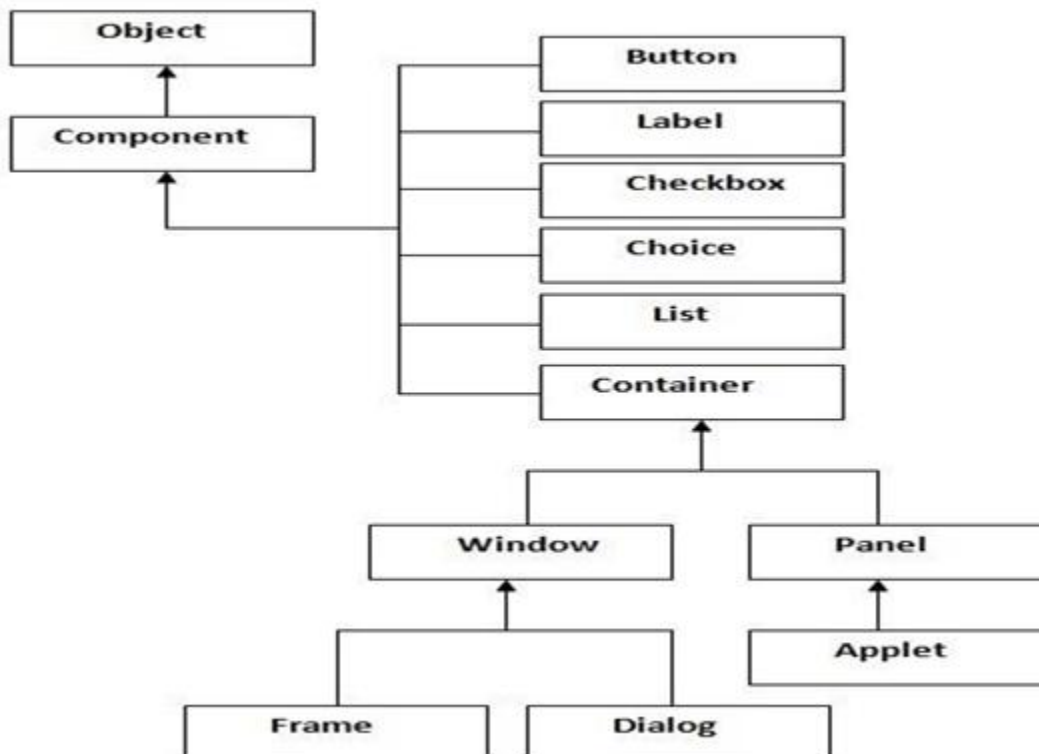 Object
Component
Button
Label
Checkbox
Choice
List
Container
Window
Panel
Applet
Frame
Dialog